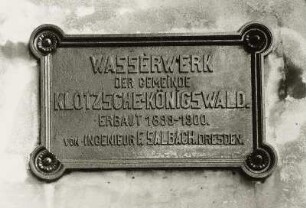 WASSERWERK
DER GEMEINDE
KLOTZSCHE-KÖNIGSWALD.
ERBAUT 1899-1900.
VON INGENIEUR E. SALBACH, DRESDEN.